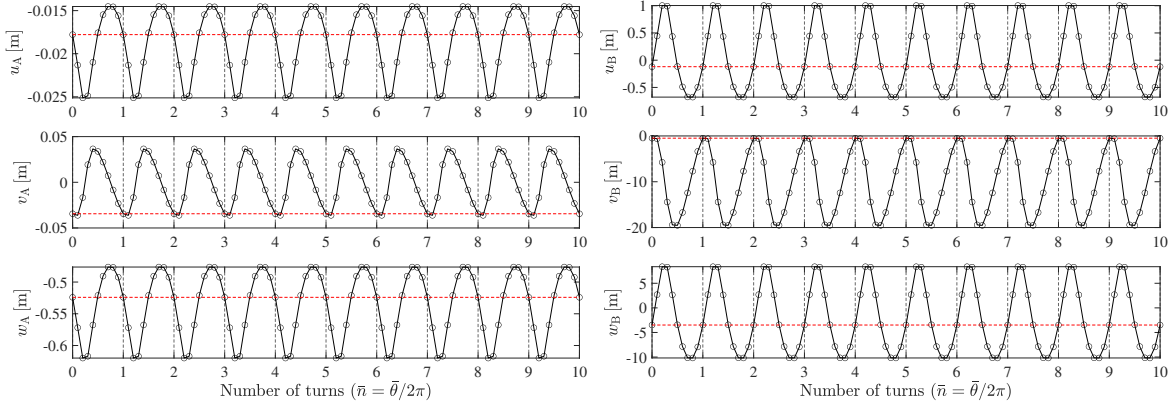 -0.015
-0.02
-0.025
u_A [m]
0 1 2 3 4 5 6 7 8 9 10
0.05
0
-0.05
v_A [m]
0 1 2 3 4 5 6 7 8 9 10
-0.5
-0.55
-0.6
w_A [m]
0 1 2 3 4 5 6 7 8 9 10
Number of turns (n̄ = θ̄/2π)
1
0.5
0
-0.5
u_B [m]
0 1 2 3 4 5 6 7 8 9 10
0
-10
-20
v_B [m]
0 1 2 3 4 5 6 7 8 9 10
5
0
-5
-10
w_B [m]
0 1 2 3 4 5 6 7 8 9 10
Number of turns (n̄ = θ̄/2π)